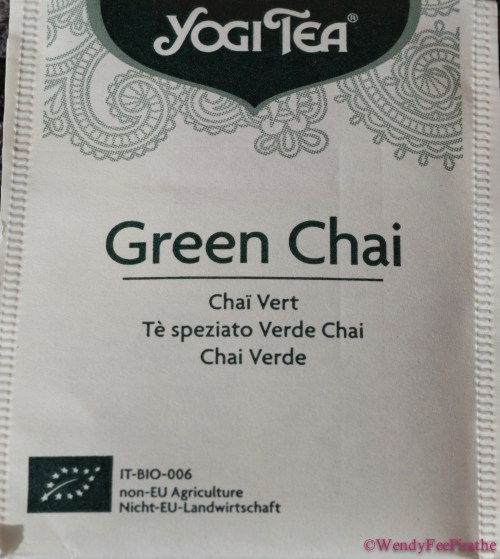 YOGI TEA®
Green Chai
Chaï Vert
Tè speziato Verde Chai
Chai Verde
IT-BIO-006
non-EU Agriculture
Nicht-EU-Landwirtschaft
©WendyFeePirathe